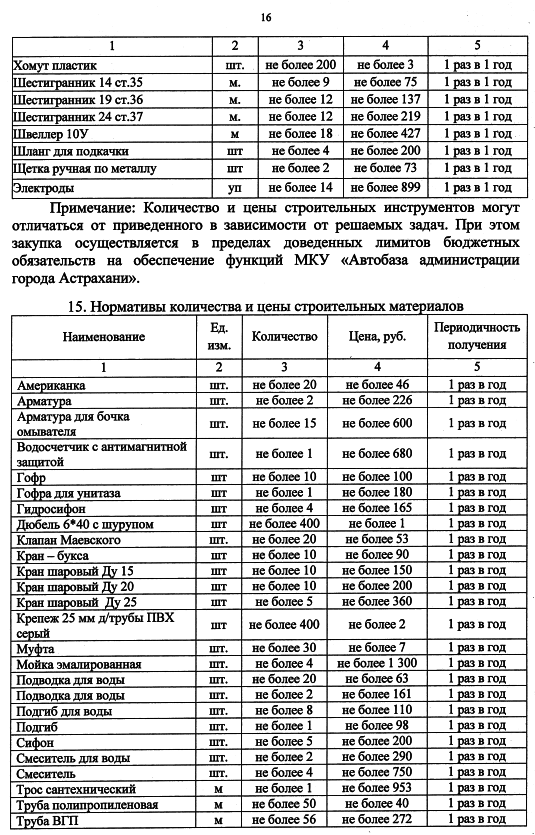 16
1 2 3 4 5
Хомут пластик шт. не более 200 не более 3 1 раз в 1 год
Шестигранник 14 ст.35 м. не более 9 не более 75 1 раз в 1 год
Шестигранник 19 ст.36 м. не более 12 не более 137 1 раз в 1 год
Шестигранник 24 ст.37 м. не более 12 не более 219 1 раз в 1 год
Швеллер 10У м не более 18 не более 427 1 раз в 1 год
Шланг для подкачки шт не более 4 не более 200 1 раз в 1 год
Щетка ручная по металлу шт не более 2 не более 73 1 раз в 1 год
Электроды уп не более 14 не более 899 1 раз в 1 год
Примечание: Количество и цены строительных инструментов могут
отличаться от приведенного в зависимости от решаемых задач. При этом
закупка осуществляется в пределах доведенных лимитов бюджетных
обязательств на обеспечение функций МКУ «Автобаза администрации
города Астрахани».
15. Нормативы количества и цены строительных материалов
Наименование Ед. изм. Количество Цена, руб. Периодичность получения
1 2 3 4 5
Американка шт. не более 20 не более 46 1 раз в год
Арматура шт. не более 2 не более 226 1 раз в год
Арматура для бочка
омывателя шт. не более 15 не более 600 1 раз в год
Водосчетчик с антимагнитной
защитой шт. не более 1 не более 680 1 раз в год
Гофр шт не более 10 не более 100 1 раз в год
Гофра для унитаза шт не более 1 не более 180 1 раз в год
Гидросифон шт не более 4 не более 165 1 раз в год
Дюбель 6*40 с шурупом шт не более 400 не более 1 1 раз в год
Клапан Маевского шт. не более 20 не более 53 1 раз в год
Кран – букса шт не более 10 не более 90 1 раз в год
Кран шаровый Ду 15 шт не более 10 не более 150 1 раз в год
Кран шаровый Ду 20 шт не более 10 не более 200 1 раз в год
Кран шаровый Ду 25 шт не более 5 не более 360 1 раз в год
Крепеж 25 мм д/трубы ПВХ
серый шт не более 400 не более 2 1 раз в год
Муфта шт. не более 30 не более 7 1 раз в год
Мойка эмалированная шт. не более 4 не более 1 300 1 раз в год
Подводка для воды шт. не более 20 не более 63 1 раз в год
Подводка для воды шт. не более 2 не более 161 1 раз в год
Подгиб для воды шт. не более 8 не более 110 1 раз в год
Подгиб шт. не более 1 не более 98 1 раз в год
Сифон шт. не более 5 не более 200 1 раз в год
Смеситель для воды шт. не более 2 не более 290 1 раз в год
Смеситель шт. не более 4 не более 750 1 раз в год
Трос сантехнический м не более 1 не более 953 1 раз в год
Труба полипропиленовая м не более 50 не более 40 1 раз в год
Труба ВГП м не более 56 не более 272 1 раз в год